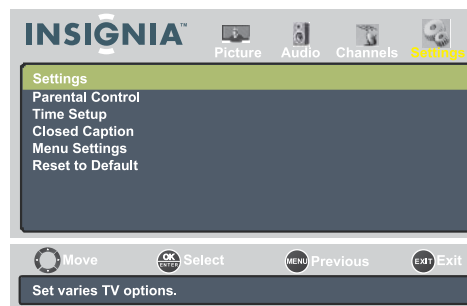 INSIGNIA™
Picture Audio Channels Settings
Settings
Parental Control
Time Setup
Closed Caption
Menu Settings
Reset to Default
Move OK ENTER Select MENU Previous EXIT Exit
Set varies TV options.